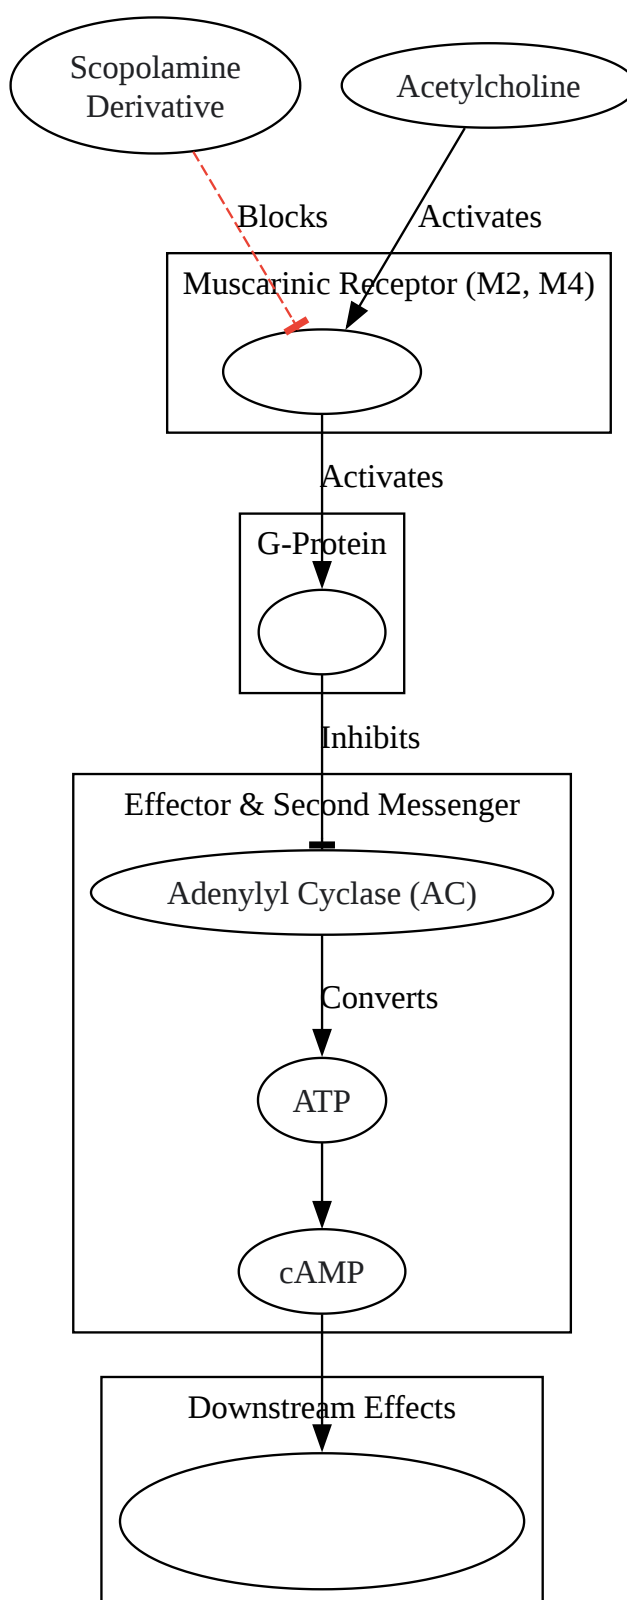 Scopolamine
Derivative
Acetylcholine
Blocks
Activates
Muscarinic Receptor (M2, M4)
Activates
G-Protein
Inhibits
Effector & Second Messenger
Adenylyl Cyclase (AC)
Converts
ATP
cAMP
Downstream Effects